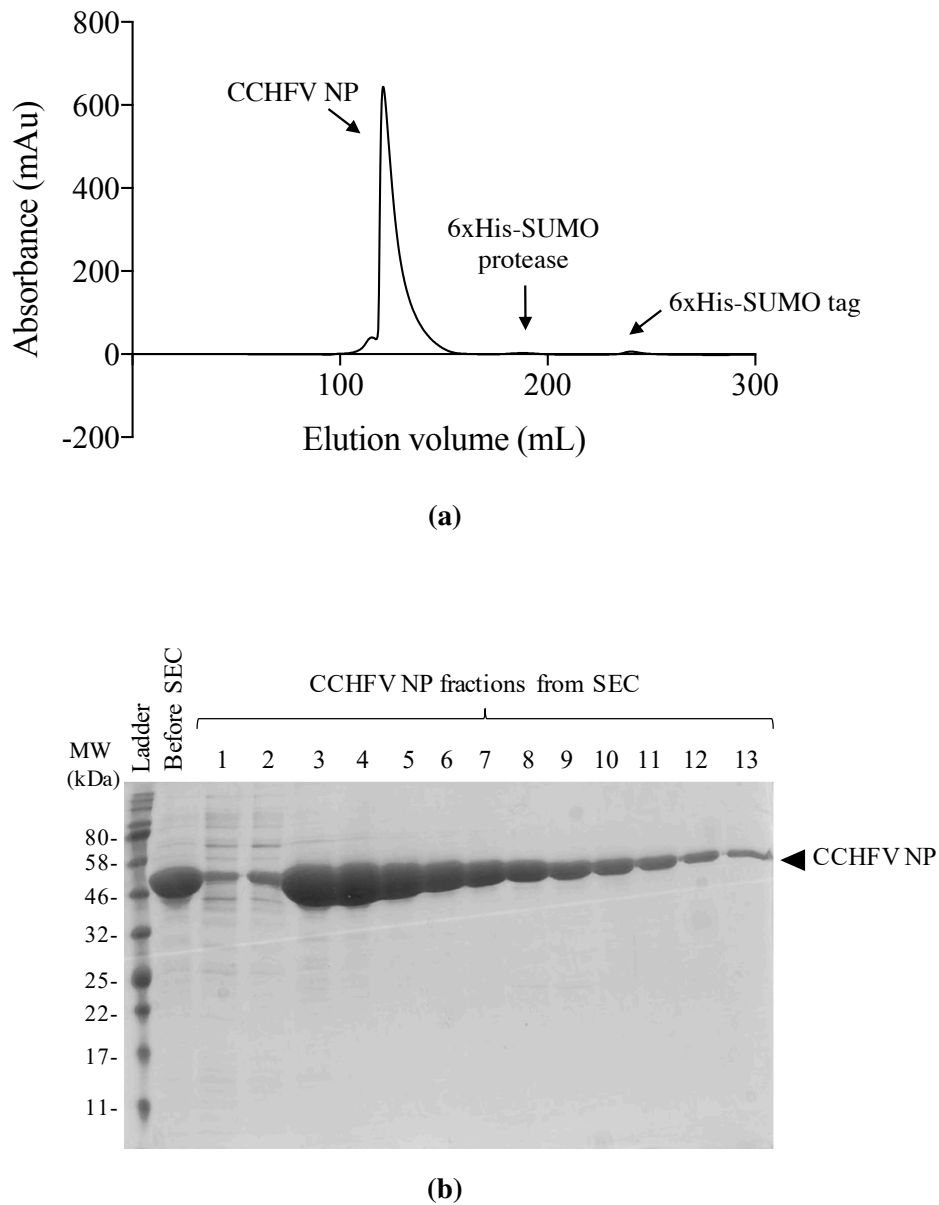 800
600
400
200
0
-200
Absorbance (mAu)
CCHFV NP
6xHis-SUMO
protease
6xHis-SUMO tag
100
200
300
Elution volume (mL)
(a)
Ladder
Before SEC
CCHFV NP fractions from SEC
MW
(kDa)
1 2 3 4 5 6 7 8 9 10 11 12 13
80-
58-
46-
32-
25-
22-
17-
11-
CCHFV NP
(b)